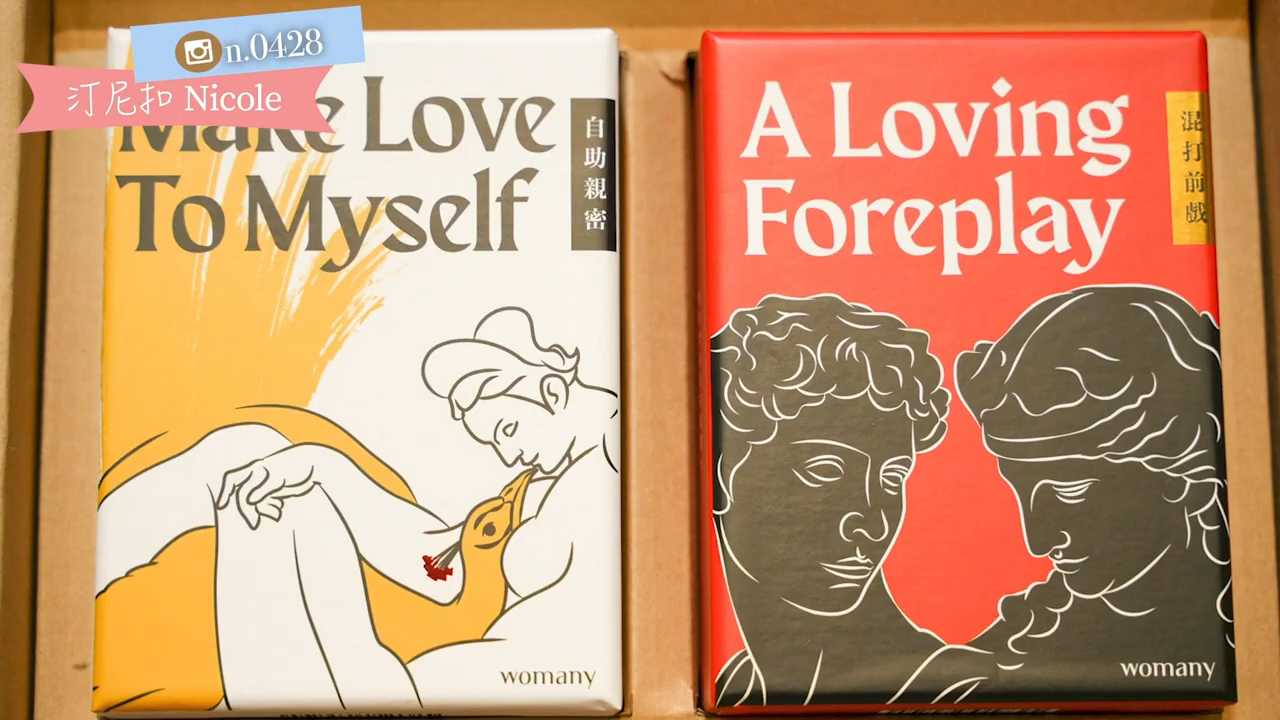 n.0428
汀尼扣 Nicole
Make Love
To Myself
自助親密
womany
A Loving
Foreplay
混打前戲
womany